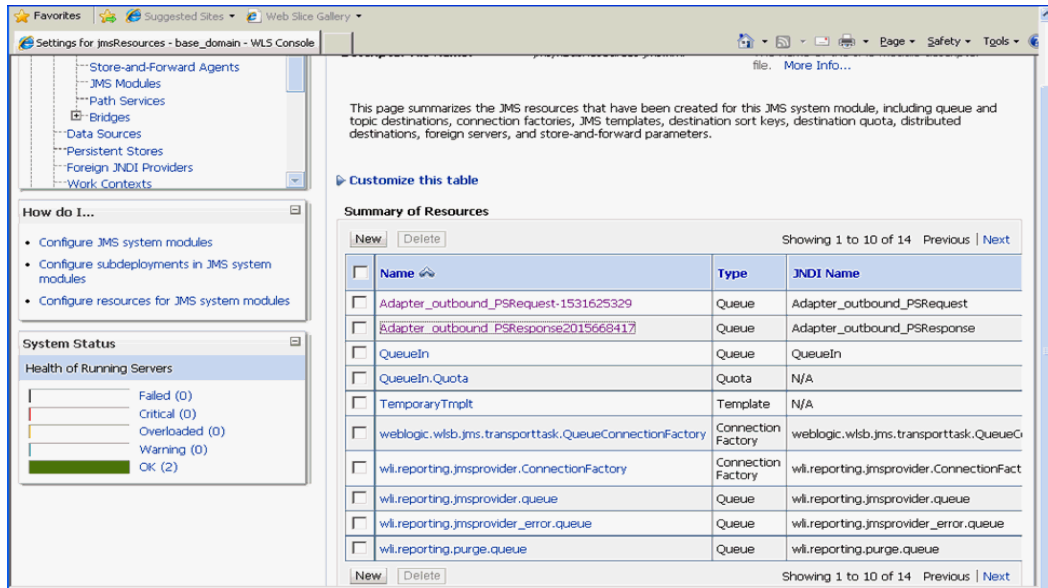 Favorites Suggested Sites Web Slice Gallery
Settings for jmsResources - base_domain - WLS Console
Page Safety Tools
Store-and-Forward Agents
JMS Modules
Path Services
Bridges
Data Sources
Persistent Stores
Foreign JNDI Providers
Work Contexts
How do I...
Configure JMS system modules
Configure subdeployments in JMS system
modules
Configure resources for JMS system modules
System Status
Health of Running Servers
Failed (0)
Critical (0)
Overloaded (0)
Warning (0)
OK (2)
file. More Info...
This page summarizes the JMS resources that have been created for this JMS system module, including queue and
topic destinations, connection factories, JMS templates, destination sort keys, destination quota, distributed
destinations, foreign servers, and store-and-forward parameters.
Customize this table
Summary of Resources
New Delete Showing 1 to 10 of 14 Previous | Next
Name Type JNDI Name
Adapter_outbound_PSRequest-1531625329 Queue Adapter_outbound_PSRequest
Adapter_outbound_PSResponse2015668417 Queue Adapter_outbound_PSResponse
QueueIn Queue QueueIn
QueueIn.Quota Quota N/A
TemporaryTmplt Template N/A
weblogic.wlsb.jms.transporttask.QueueConnectionFactory Connection Factory weblogic.wlsb.jms.transporttask.QueueC
wli.reporting.jmsprovider.ConnectionFactory Connection Factory wli.reporting.jmsprovider.ConnectionFact
wli.reporting.jmsprovider.queue Queue wli.reporting.jmsprovider.queue
wli.reporting.jmsprovider_error.queue Queue wli.reporting.jmsprovider_error.queue
wli.reporting.purge.queue Queue wli.reporting.purge.queue
New Delete Showing 1 to 10 of 14 Previous | Next